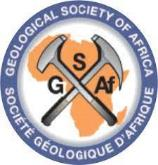 GEOLOGICAL SOCIETY OF AFRICA
S
G Af
SOCIÉTÉ GÉOLOGIQUE D'AFRIQUE